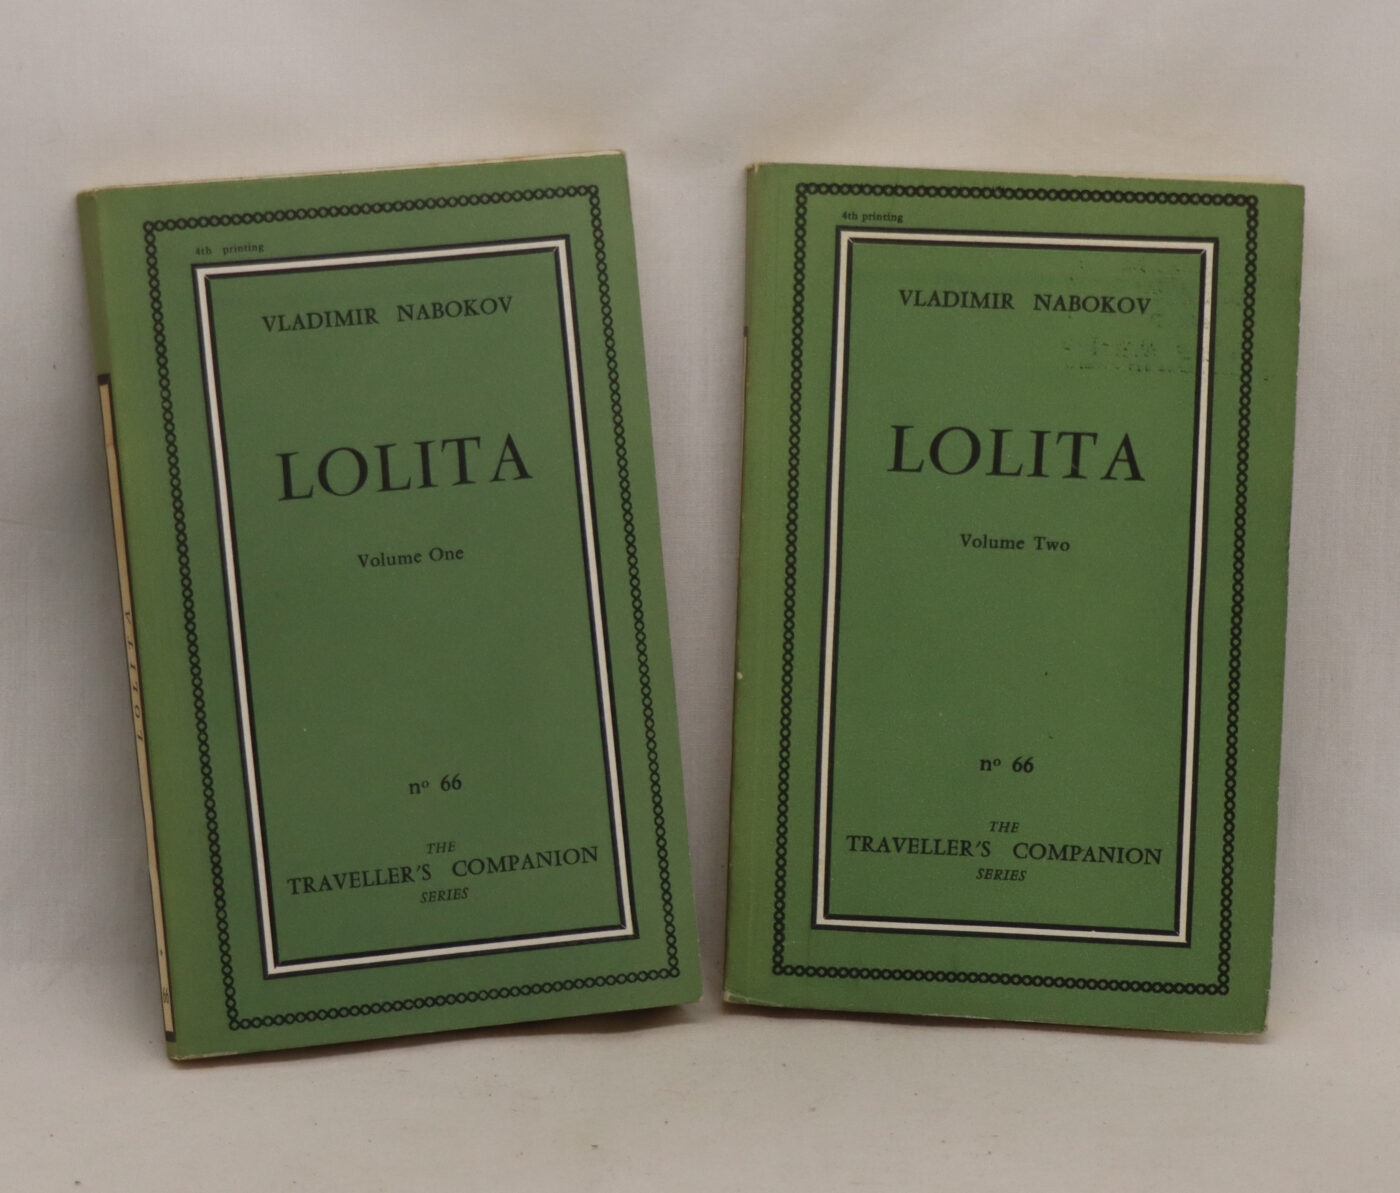 4th printing
VLADIMIR NABOKOV
LOLITA
Volume One
nº 66
THE
TRAVELLER'S COMPANION
SERIES
LOLITA
4th printing
VLADIMIR NABOKOV
LOLITA
Volume Two
nº 66
THE
TRAVELLER'S COMPANION
SERIES